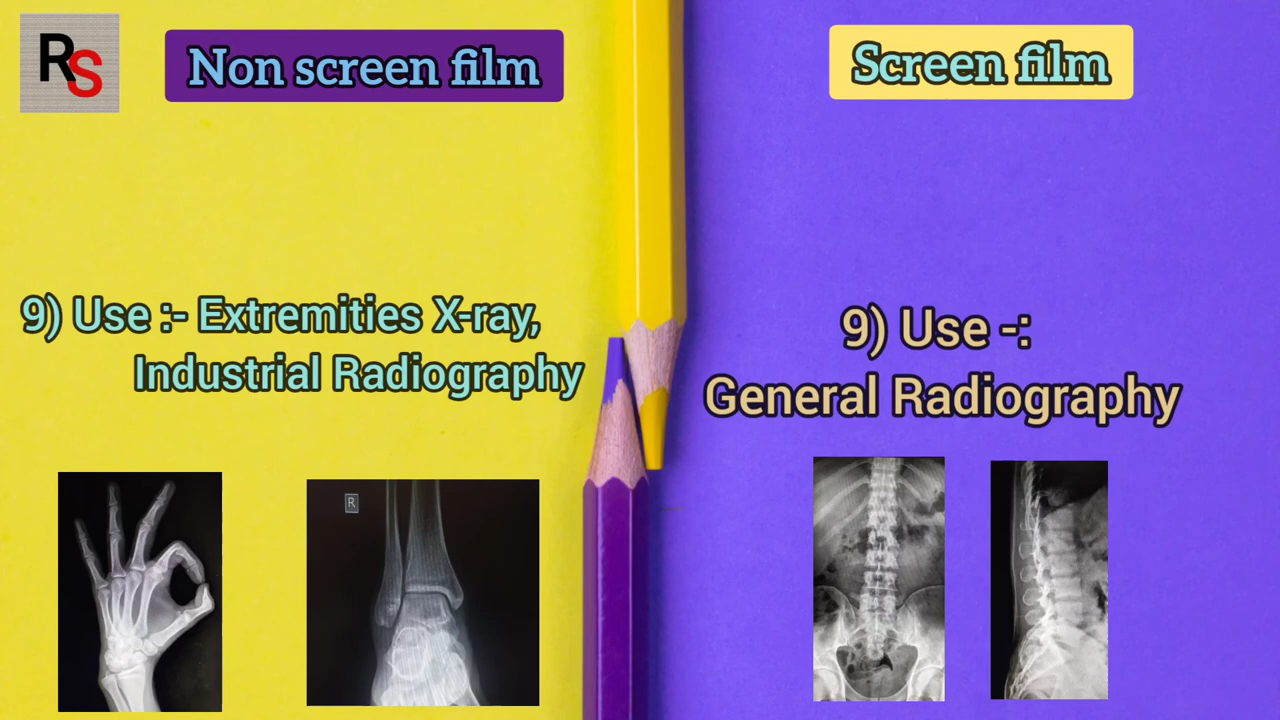 RS
Non screen film
Screen film
9) Use :- Extremities X-ray,
Industrial Radiography
9) Use -:
General Radiography
R